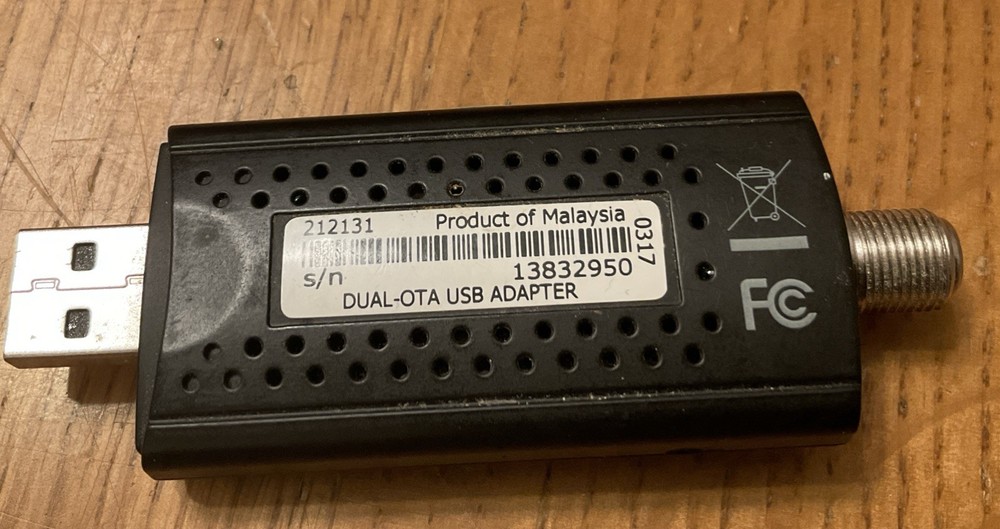 212131 Product of Malaysia
0317
s/n 13832950
DUAL-OTA USB ADAPTER
FC